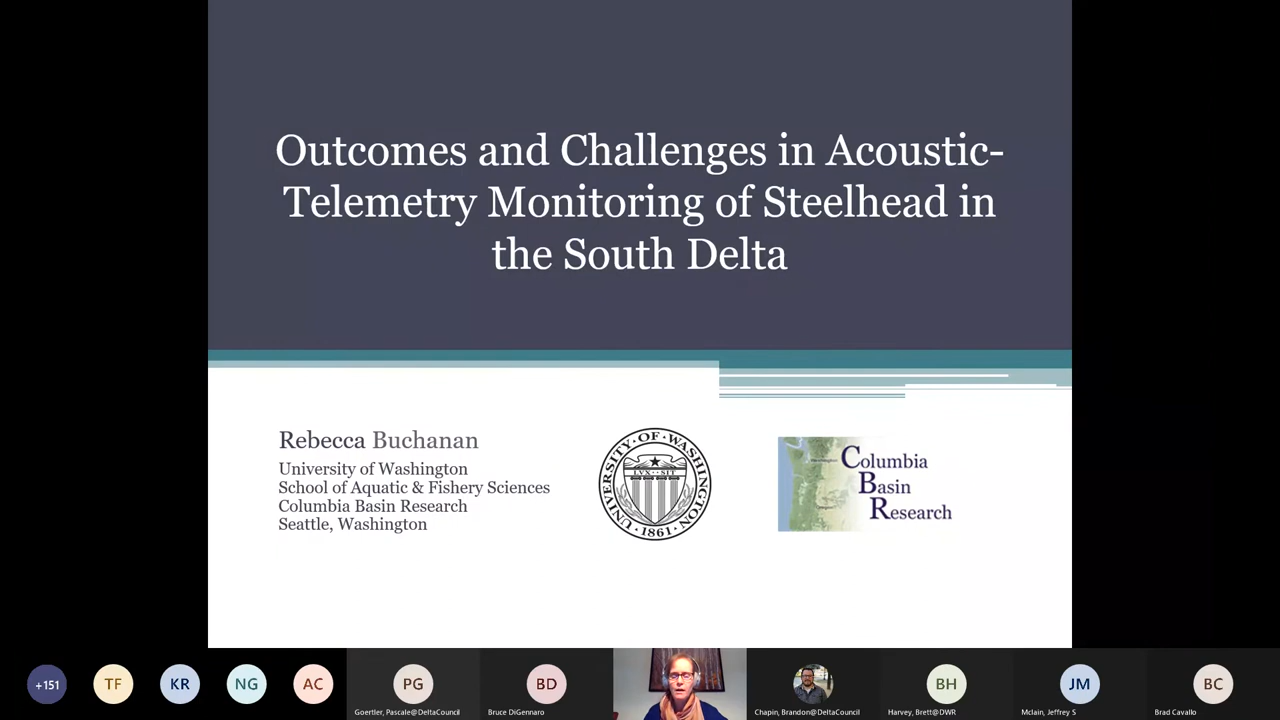 Outcomes and Challenges in Acoustic-
Telemetry Monitoring of Steelhead in
the South Delta
Rebecca Buchanan
University of Washington
School of Aquatic & Fishery Sciences
Columbia Basin Research
Seattle, Washington
UNIVERSITY·OF·WASHINGTON
LVX SIT
1861
Columbia
Basin
Research
+151
TF
KR
NG
AC
PG
Goertler, Pascale@DeltaCouncil
BD
Bruce DiGennaro
Chapin, Brandon@DeltaCouncil
BH
Harvey, Brett@DWR
JM
Mclain, Jeffrey S
BC
Brad Cavallo